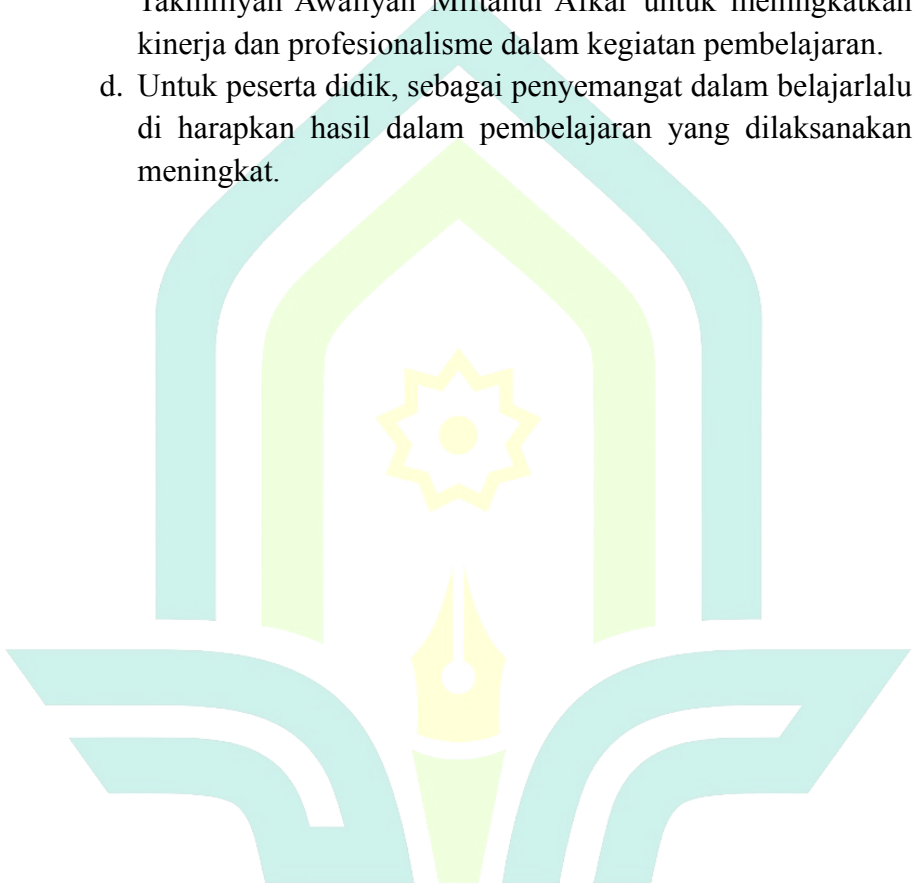 Takmiliyah Awaliyah Miftahul Afkar untuk meningkatkan
kinerja dan profesionalisme dalam kegiatan pembelajaran.
d. Untuk peserta didik, sebagai penyemangat dalam belajarlalu
di harapkan hasil dalam pembelajaran yang dilaksanakan
meningkat.